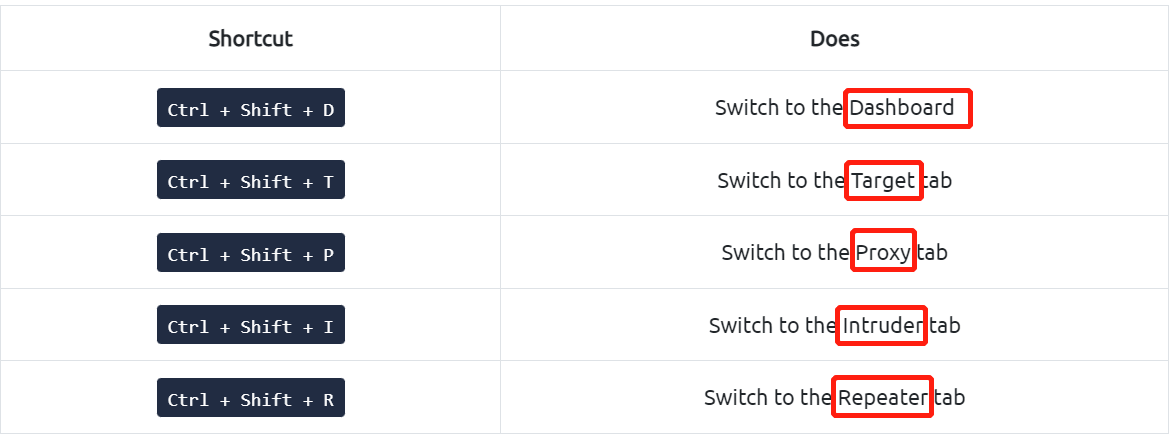 Shortcut Does
Ctrl + Shift + D Switch to the Dashboard
Ctrl + Shift + T Switch to the Target tab
Ctrl + Shift + P Switch to the Proxy tab
Ctrl + Shift + I Switch to the Intruder tab
Ctrl + Shift + R Switch to the Repeater tab